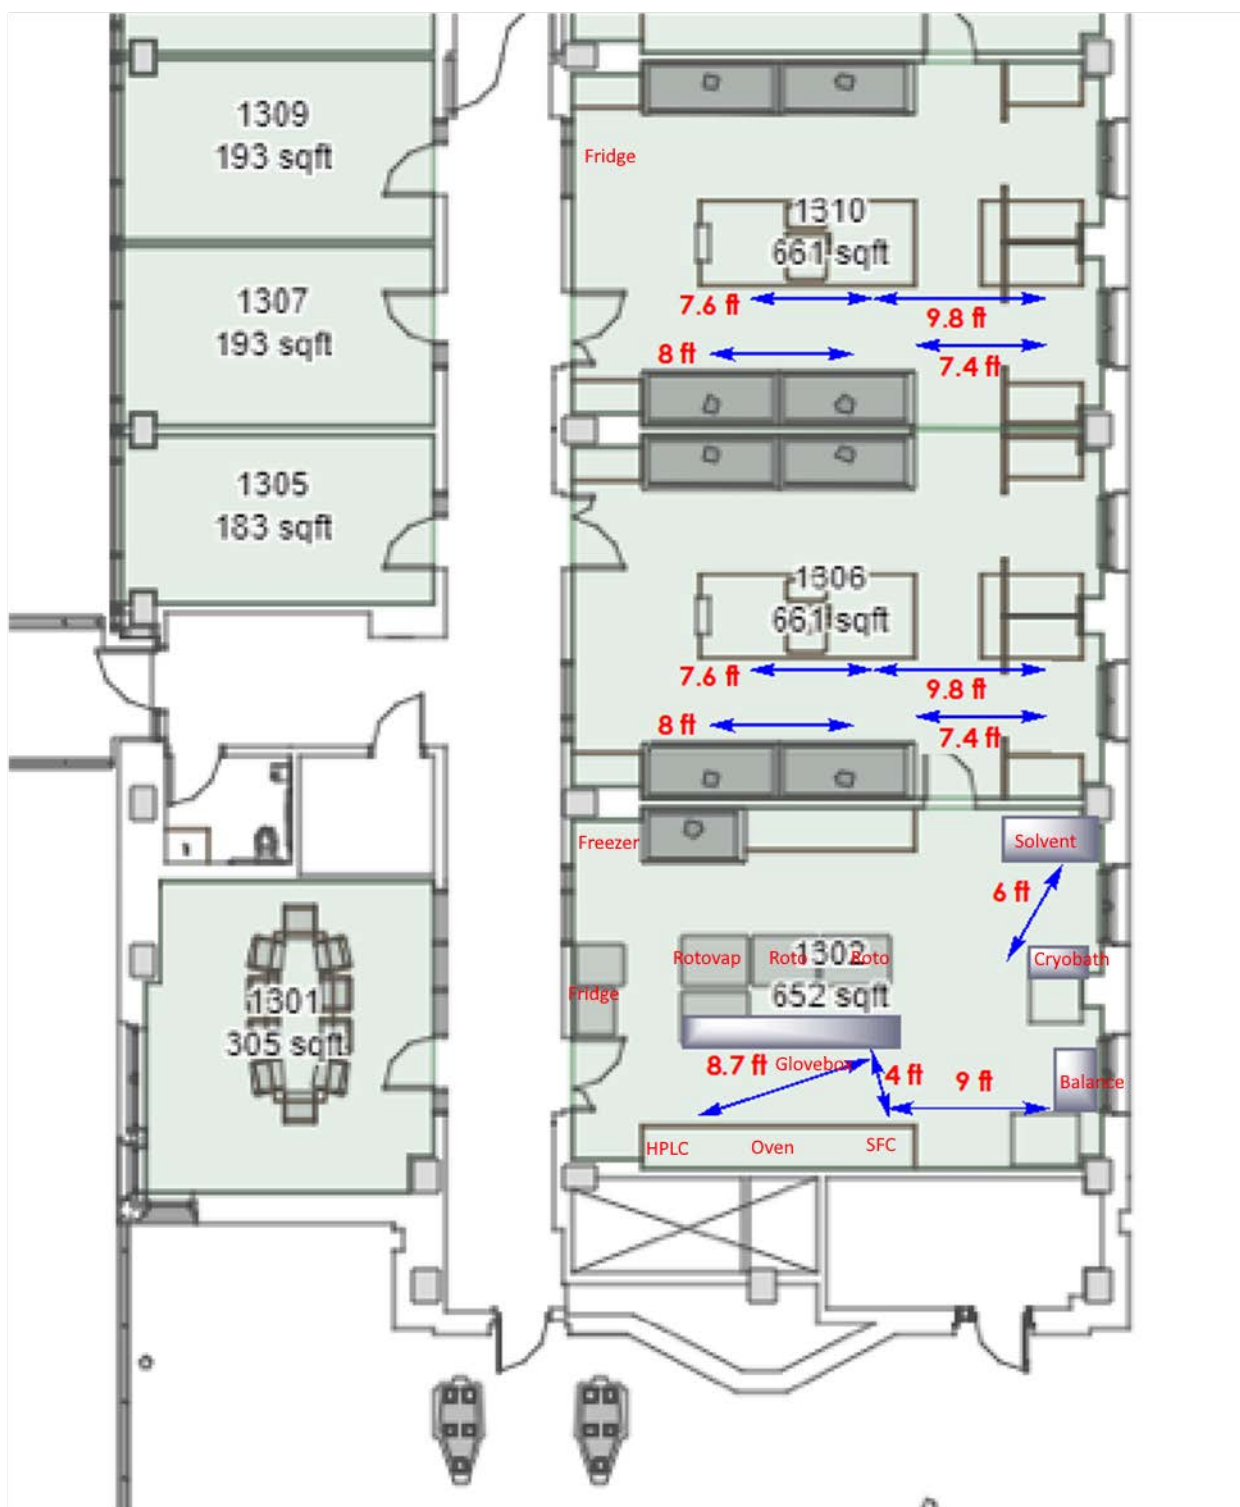 1309
193 sqft
Fridge
1310
661 sqft
1307
193 sqft
7.6 ft
9.8 ft
8 ft
7.4 ft
1305
183 sqft
1306
661 sqft
7.6 ft
9.8 ft
8 ft
7.4 ft
Freezer
Solvent
6 ft
Rotovap
Roto
1302
Roto
Cryobath
652 sqft
Fridge
1301
305 sqft
8.7 ft
Glovebox
4 ft
9 ft
Balance
HPLC
Oven
SFC